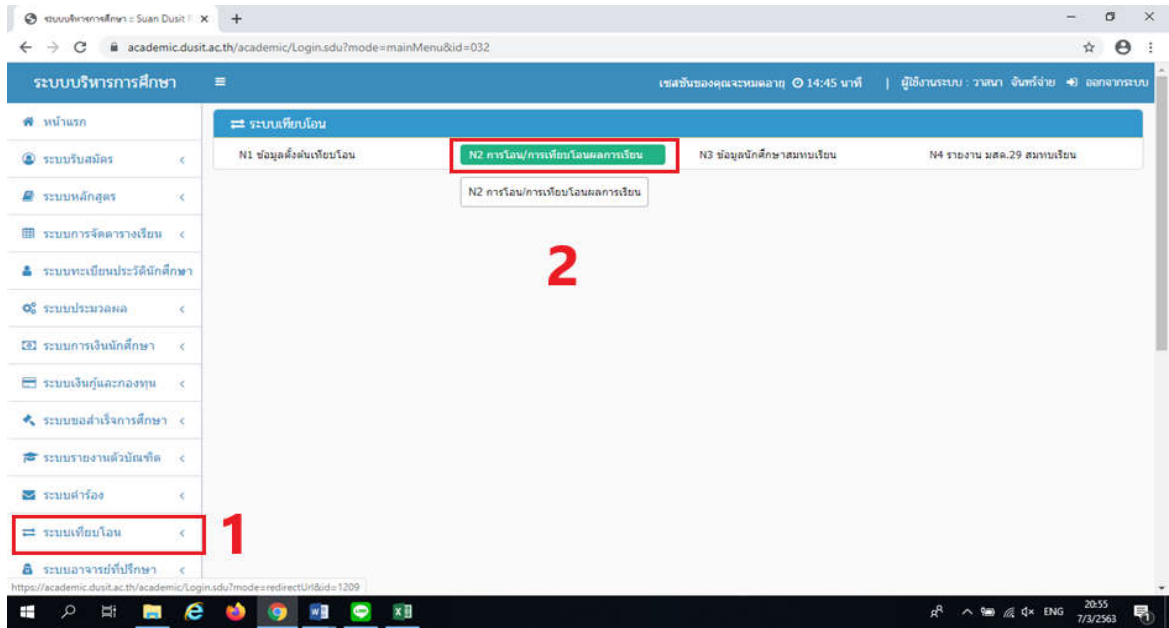 ระบบบริหารการศึกษา :: Suan Dusit
academic.dusit.ac.th/academic/Login.sdu?mode=mainMenu&id=032
ระบบบริหารการศึกษา
เซสชันของคุณจะหมดอายุ 14:45 นาที | ผู้ใช้งานระบบ : วาสนา จันทร์จ่าย ออกจากระบบ
หน้าแรก
ระบบเทียบโอน
ระบบรับสมัคร
N1 ข้อมูลตั้งต้นเทียบโอน
N2 การโอน/การเทียบโอนผลการเรียน
N3 ข้อมูลนักศึกษาสมทบเรียน
N4 รายงาน มสด.29 สมทบเรียน
ระบบหลักสูตร
N2 การโอน/การเทียบโอนผลการเรียน
ระบบการจัดตารางเรียน
2
ระบบทะเบียนประวัตินักศึกษา
ระบบประมวลผล
ระบบการเงินนักศึกษา
ระบบเงินกู้และกองทุน
ระบบขอสำเร็จการศึกษา
ระบบรายงานตัวบัณฑิต
ระบบคำร้อง
ระบบเทียบโอน
1
ระบบอาจารย์ที่ปรึกษา
https://academic.dusit.ac.th/academic/Login.sdu?mode=redirectUrl&id=1209
ENG
20:55
7/3/2563